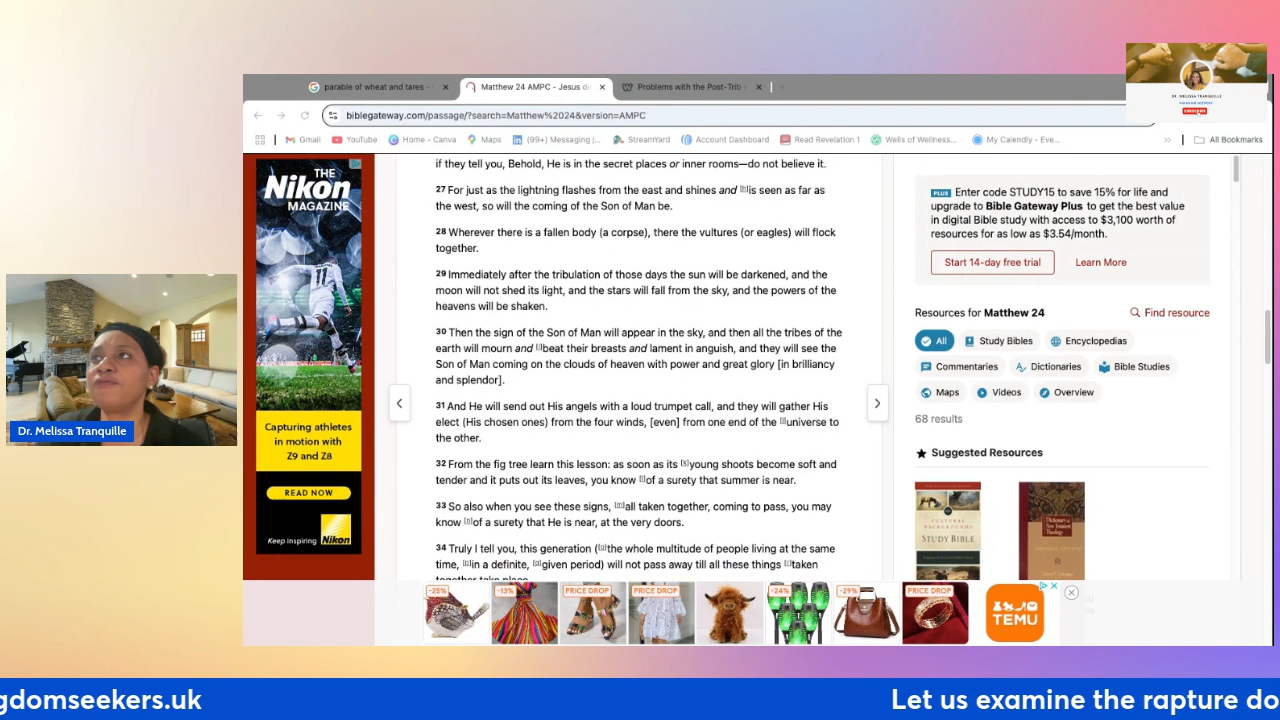 parable of wheat and tares -
Matthew 24 AMPC - Jesus d
Problems with the Post-Trib
biblegateway.com/passage/?search=Matthew%2024&version=AMPC
Gmail
YouTube
Home - Canva
Maps
(99+) Messaging |...
StreamYard
Account Dashboard
Read Revelation 1
Wells of Wellness...
My Calendly - Eve...
»
All Bookmarks
DR. MELISSA TRANQUILLE
SUBSCRIBE
THE
Nikon
MAGAZINE
11
Capturing athletes
in motion with
Z9 and Z8
READ NOW
Keep inspiring
Nikon
if they tell you, Behold, He is in the secret places or inner rooms—do not believe it.
27 For just as the lightning flashes from the east and shines and [h]is seen as far as
the west, so will the coming of the Son of Man be.
28 Wherever there is a fallen body (a corpse), there the vultures (or eagles) will flock
together.
29 Immediately after the tribulation of those days the sun will be darkened, and the
moon will not shed its light, and the stars will fall from the sky, and the powers of the
heavens will be shaken.
30 Then the sign of the Son of Man will appear in the sky, and then all the tribes of the
earth will mourn and [i]beat their breasts and lament in anguish, and they will see the
Son of Man coming on the clouds of heaven with power and great glory [in brilliancy
and splendor].
31 And He will send out His angels with a loud trumpet call, and they will gather His
elect (His chosen ones) from the four winds, [even] from one end of the [j]universe to
the other.
32 From the fig tree learn this lesson: as soon as its [k]young shoots become soft and
tender and it puts out its leaves, you know [l]of a surety that summer is near.
33 So also when you see these signs, [m]all taken together, coming to pass, you may
know [n]of a surety that He is near, at the very doors.
34 Truly I tell you, this generation ([o]the whole multitude of people living at the same
time, [p]in a definite, [q]given period) will not pass away till all these things [r]taken
together take place.
PLUS Enter code STUDY15 to save 15% for life and
upgrade to Bible Gateway Plus to get the best value
in digital Bible study with access to $3,100 worth of
resources for as low as $3.54/month.
Start 14-day free trial
Learn More
Resources for Matthew 24
Find resource
All
Study Bibles
Encyclopedias
Commentaries
Dictionaries
Bible Studies
Maps
Videos
Overview
68 results
Suggested Resources
CULTURAL
BACKGROUNDS
STUDY BIBLE
Dictionary of
New Testament
Theology
-25%
-13%
PRICE DROP
PRICE DROP
-24%
-29%
PRICE DROP
TEMU
Dr. Melissa Tranquille
gdomseekers.uk
Let us examine the rapture do